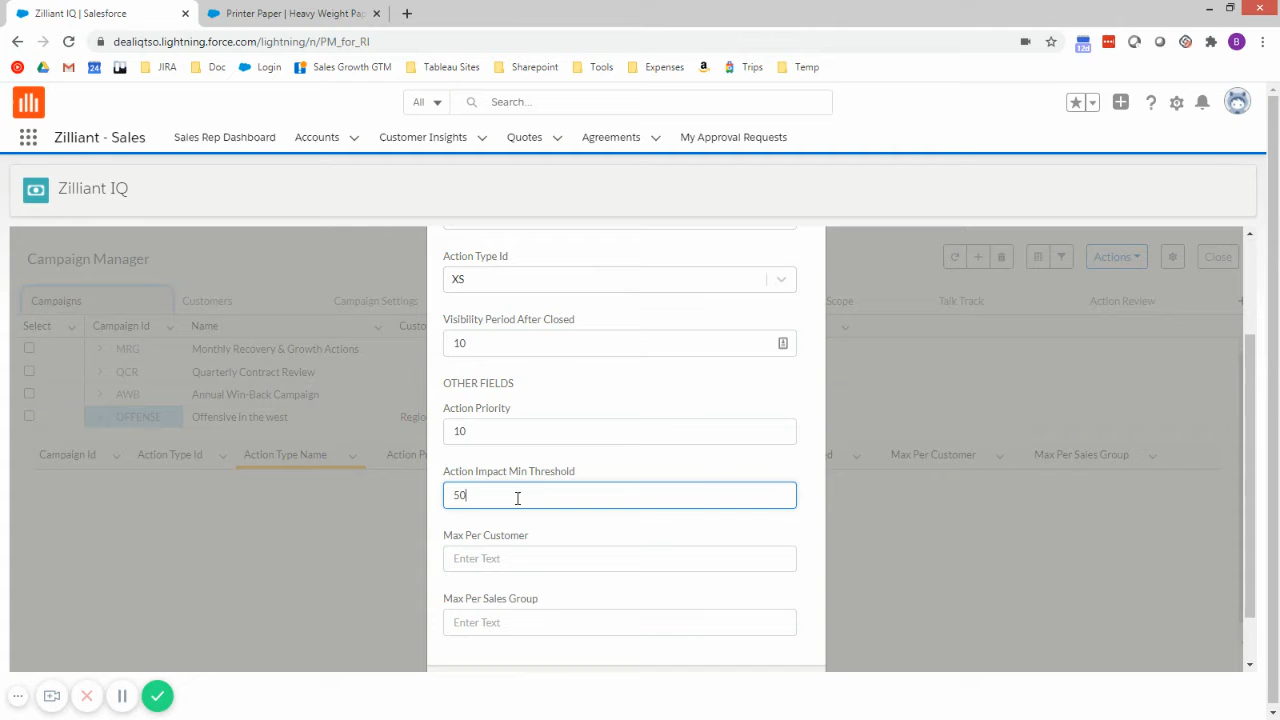 Zilliant IQ | Salesforce
Printer Paper | Heavy Weight Pap
dealiqtso.lightning.force.com/lightning/n/PM_for_RI
12d
B
24
JIRA
Doc
Login
Sales Growth GTM
Tableau Sites
Sharepoint
Tools
Expenses
Trips
Temp
All
Search...
Zilliant - Sales
Sales Rep Dashboard
Accounts
Customer Insights
Quotes
Agreements
My Approval Requests
Zilliant IQ
Campaign Manager
Actions
Close
Campaigns
Customers
Campaign Settings
Scope
Talk Track
Action Review
Select
Campaign Id
Name
Custo
MRG
Monthly Recovery & Growth Actions
QCR
Quarterly Contract Review
AWB
Annual Win-Back Campaign
OFFENSE
Offensive in the west
Regio
Campaign Id
Action Type Id
Action Type Name
Action P
ed
Max Per Customer
Max Per Sales Group
Action Type Id
XS
Visibility Period After Closed
10
OTHER FIELDS
Action Priority
10
Action Impact Min Threshold
50
Max Per Customer
Enter Text
Max Per Sales Group
Enter Text